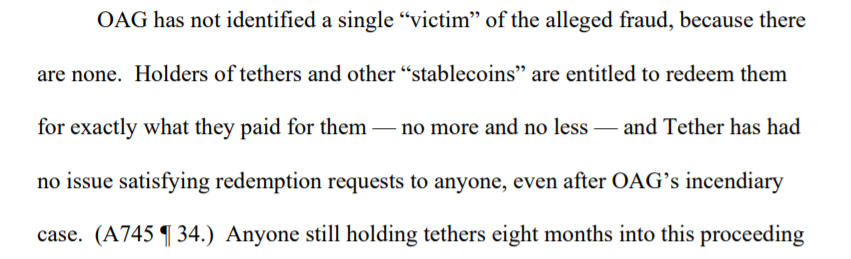 OAG has not identified a single “victim” of the alleged fraud, because there
are none.  Holders of tethers and other “stablecoins” are entitled to redeem them
for exactly what they paid for them — no more and no less — and Tether has had
no issue satisfying redemption requests to anyone, even after OAG’s incendiary
case.  (A745 ¶ 34.)  Anyone still holding tethers eight months into this proceeding